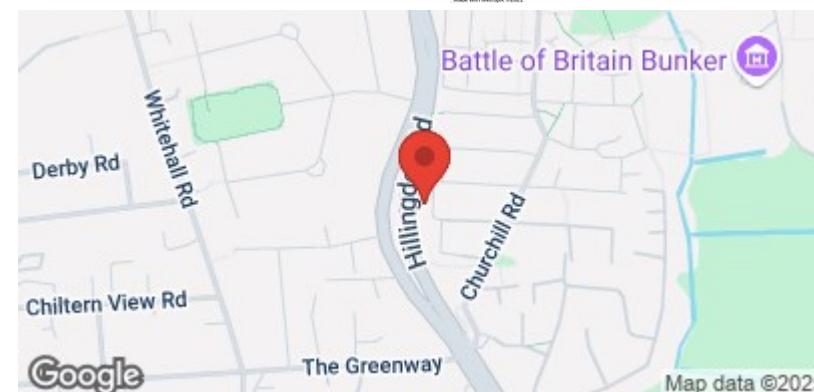 Battle of Britain Bunker
Whitehall Rd
Derby Rd
Churchill Rd
Chiltern View Rd
The Greenway
Google
Map data ©202